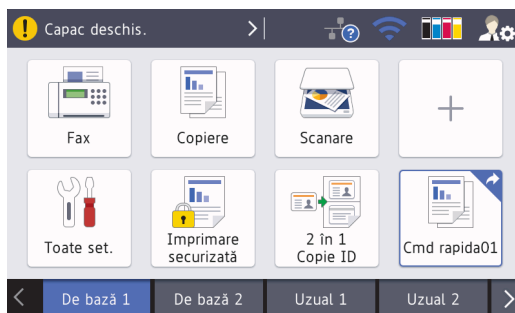 Capac deschis.
Fax
Copiere
Scanare
Toate set.
Imprimare
securizată
2 în 1
Copie ID
Cmd rapida01
De bază 1
De bază 2
Uzual 1
Uzual 2